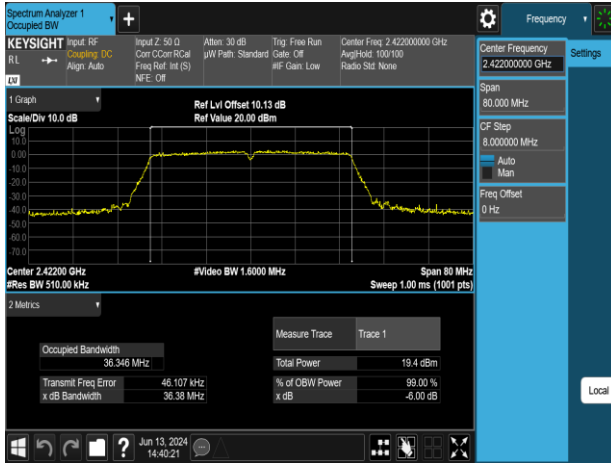 Spectrum Analyzer 1
Occupied BW
+
Frequency
KEYSIGHT
RL
LXI
Input: RF
Coupling: DC
Align: Auto
Input Z: 50 Ω
Corr CCorr RCal
Freq Ref: Int (S)
NFE: Off
Atten: 30 dB
µW Path: Standard
Trig: Free Run
Gate: Off
#IF Gain: Low
Center Freq: 2.422000000 GHz
Avg|Hold: 100/100
Radio Std: None
Center Frequency
2.422000000 GHz
Settings
Span
80.000 MHz
CF Step
8.000000 MHz
Auto
Man
Freq Offset
0 Hz
Local
1 Graph
Scale/Div 10.0 dB
Ref Lvl Offset 10.13 dB
Ref Value 20.00 dBm
Log
10.0
0.00
-10.0
-20.0
-30.0
-40.0
-50.0
-60.0
-70.0
Center 2.42200 GHz
#Video BW 1.6000 MHz
Span 80 MHz
#Res BW 510.00 kHz
Sweep 1.00 ms (1001 pts)
2 Metrics
Measure Trace
Trace 1
Occupied Bandwidth
36.346 MHz
Total Power
19.4 dBm
Transmit Freq Error
46.107 kHz
% of OBW Power
99.00 %
x dB Bandwidth
36.38 MHz
x dB
-6.00 dB
?
Jun 13, 2024
14:40:21